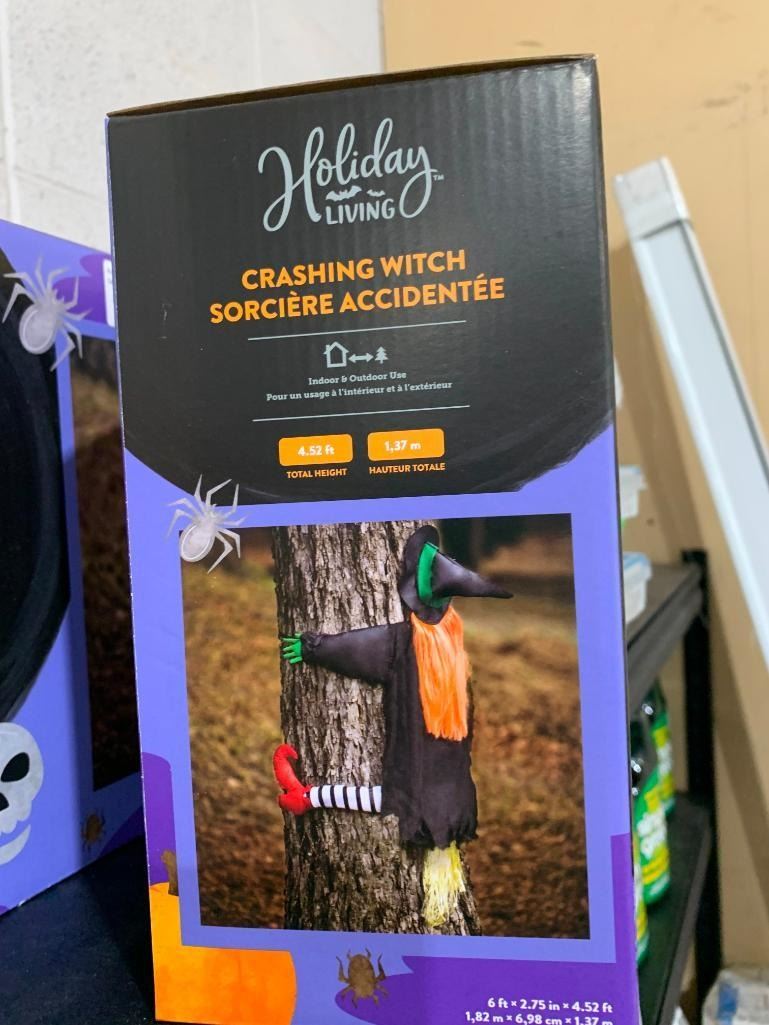 Holiday
LIVING™
CRASHING WITCH
SORCIÈRE ACCIDENTÉE
Indoor & Outdoor Use
Pour un usage à l'intérieur et à l'extérieur
4.52 ft 1,37 m
TOTAL HEIGHT HAUTEUR TOTALE
6 ft × 2.75 in × 4.52 ft
1,82 m × 6,98 cm × 1,37 m